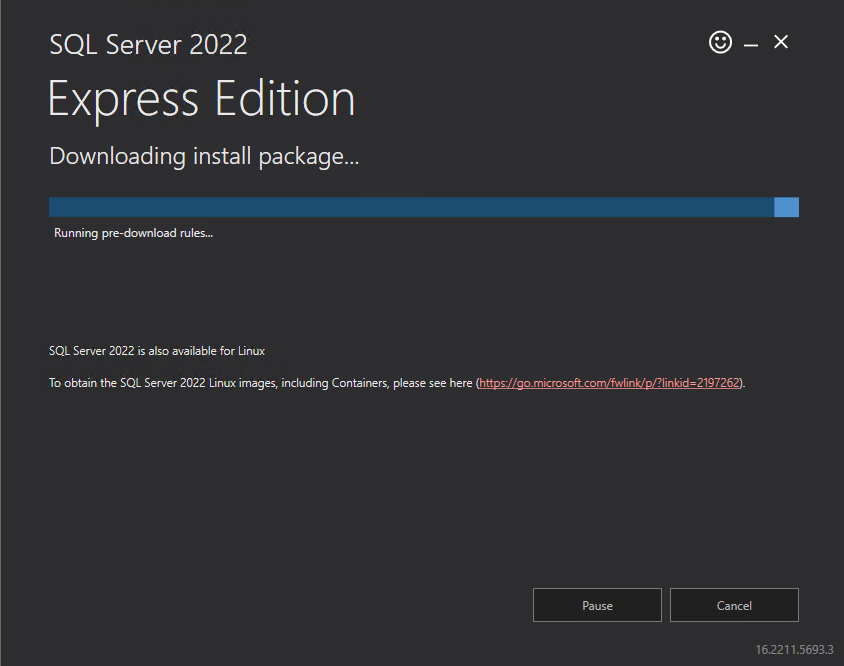 SQL Server 2022
Express Edition
Downloading install package...
Running pre-download rules...
SQL Server 2022 is also available for Linux
To obtain the SQL Server 2022 Linux images, including Containers, please see here (https://go.microsoft.com/fwlink/p/?linkid=2197262).
Pause
Cancel
16.2211.5693.3